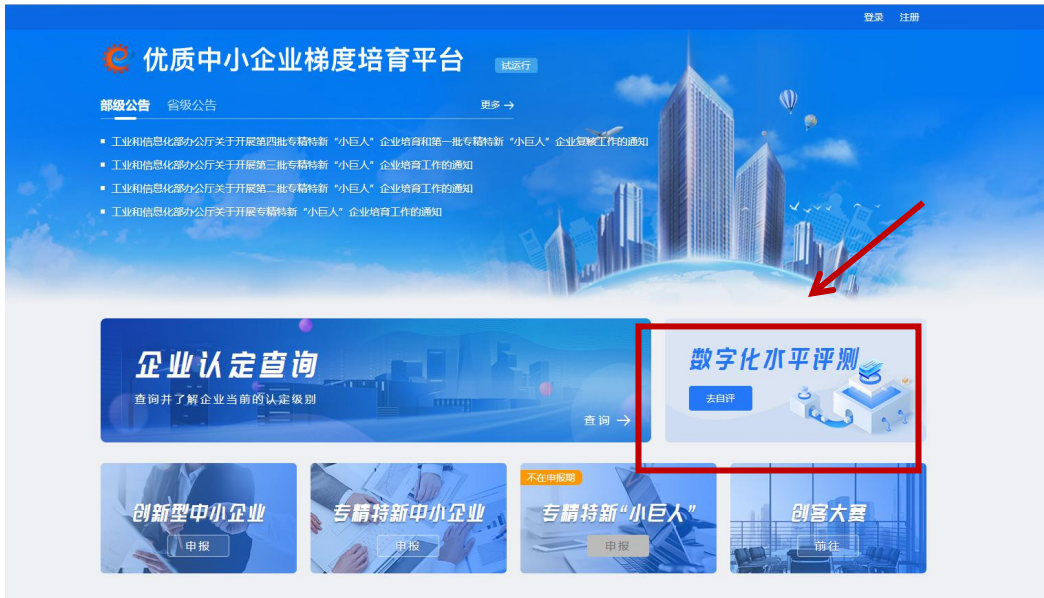 登录 注册
优质中小企业梯度培育平台 试运行
部级公告 省级公告 更多 →
工业和信息化部办公厅关于开展第四批专精特新“小巨人”企业培育和第一批专精特新“小巨人”企业复核工作的通知
工业和信息化部办公厅关于开展第三批专精特新“小巨人”企业培育工作的通知
工业和信息化部办公厅关于开展第二批专精特新“小巨人”企业培育工作的通知
工业和信息化部办公厅关于开展专精特新“小巨人”企业培育工作的通知
企业认定查询
查询并了解企业当前的认定级别
查询 →
数字化水平评测
去自评
创新型中小企业
申报
专精特新中小企业
申报
不在申报期
专精特新“小巨人”
申报
创客大赛
前往